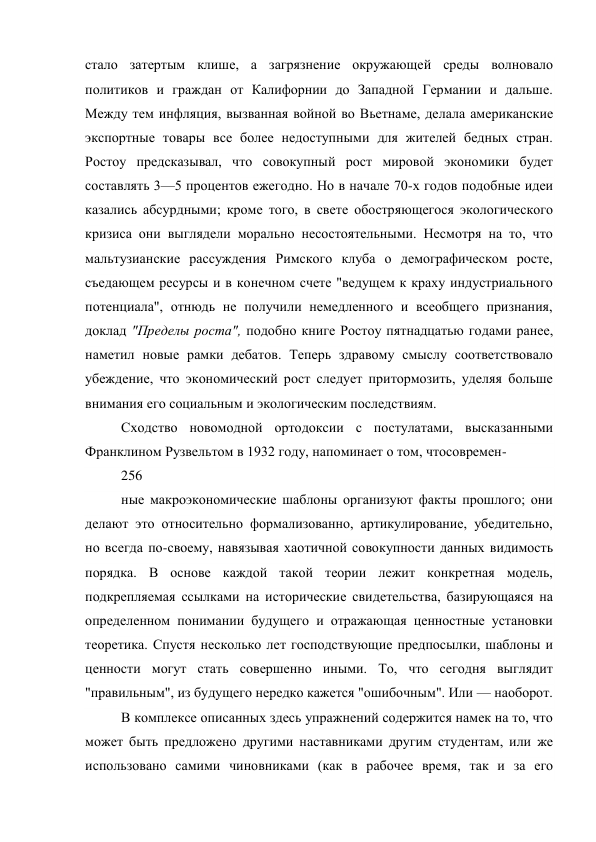 стало затертым клише, а загрязнение окружающей среды волновало
политиков и граждан от Калифорнии до Западной Германии и дальше.
Между тем инфляция, вызванная войной во Вьетнаме, делала американские
экспортные товары все более недоступными для жителей бедных стран.
Ростоу предсказывал, что совокупный рост мировой экономики будет
составлять 3—5 процентов ежегодно. Но в начале 70-х годов подобные идеи
казались абсурдными; кроме того, в свете обостряющегося экологического
кризиса они выглядели морально несостоятельными. Несмотря на то, что
мальтузианские рассуждения Римского клуба о демографическом росте,
съедающем ресурсы и в конечном счете "ведущем к краху индустриального
потенциала", отнюдь не получили немедленного и всеобщего признания,
доклад "Пределы роста", подобно книге Ростоу пятнадцатью годами ранее,
наметил новые рамки дебатов. Теперь здравому смыслу соответствовало
убеждение, что экономический рост следует притормозить, уделяя больше
внимания его социальным и экологическим последствиям.
Сходство новомодной ортодоксии с постулатами, высказанными
Франклином Рузвельтом в 1932 году, напоминает о том, чтосовремен-
256
ные макроэкономические шаблоны организуют факты прошлого; они
делают это относительно формализованно, артикулирование, убедительно,
но всегда по-своему, навязывая хаотичной совокупности данных видимость
порядка. В основе каждой такой теории лежит конкретная модель,
подкрепляемая ссылками на исторические свидетельства, базирующаяся на
определенном понимании будущего и отражающая ценностные установки
теоретика. Спустя несколько лет господствующие предпосылки, шаблоны и
ценности могут стать совершенно иными. То, что сегодня выглядит
"правильным", из будущего нередко кажется "ошибочным". Или — наоборот.
В комплексе описанных здесь упражнений содержится намек на то, что
может быть предложено другими наставниками другим студентам, или же
использовано самими чиновниками (как в рабочее время, так и за его